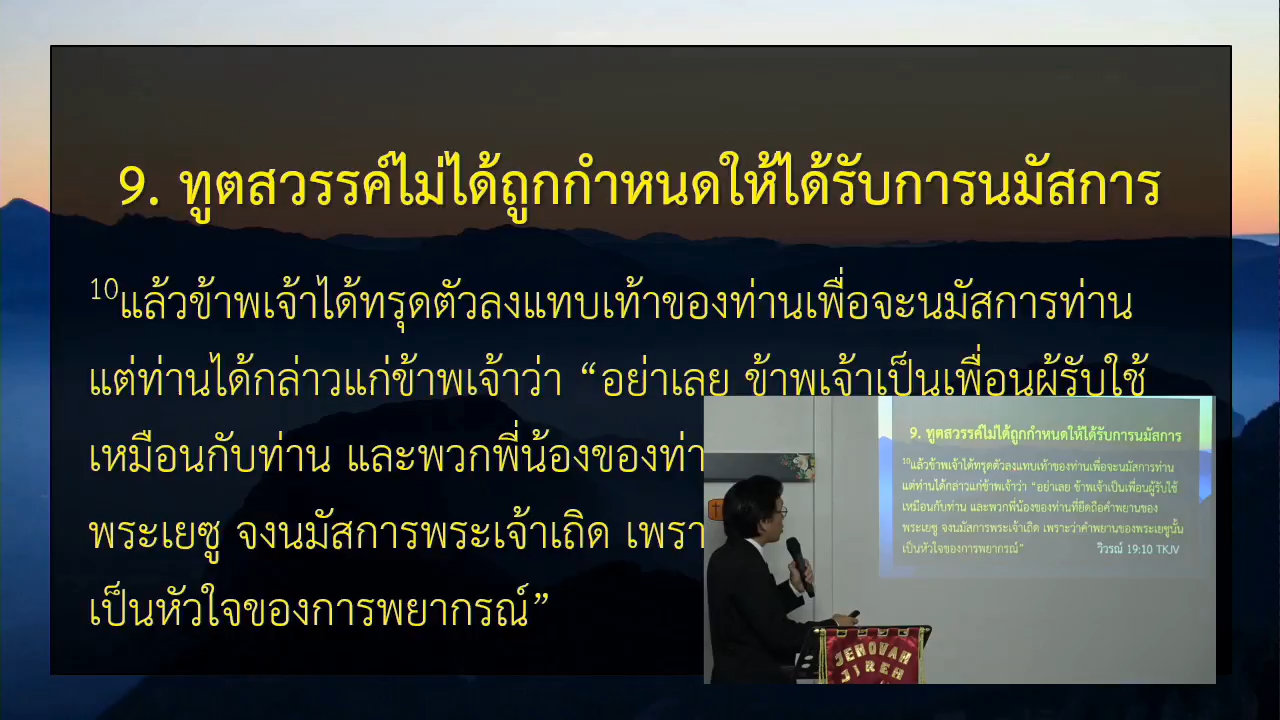 9. ทูตสวรรค์ไม่ได้ถูกกำหนดให้ได้รับการนมัสการ
10แล้วข้าพเจ้าได้ทรุดตัวลงแทบเท้าของท่านเพื่อจะนมัสการท่าน
แต่ท่านได้กล่าวแก่ข้าพเจ้าว่า “อย่าเลย ข้าพเจ้าเป็นเพื่อนผู้รับใช้
เหมือนกับท่าน และพวกพี่น้องของท่า
พระเยซู จงนมัสการพระเจ้าเถิด เพรา
เป็นหัวใจของการพยากรณ์”
9. ทูตสวรรค์ไม่ได้ถูกกำหนดให้ได้รับการนมัสการ
10แล้วข้าพเจ้าได้ทรุดตัวลงแทบเท้าของท่านเพื่อจะนมัสการท่าน
แต่ท่านได้กล่าวแก่ข้าพเจ้าว่า “อย่าเลย ข้าพเจ้าเป็นเพื่อนผู้รับใช้
เหมือนกับท่าน และพวกพี่น้องของท่านที่ยึดถือคำพยานของ
พระเยซู จงนมัสการพระเจ้าเถิด เพราะว่าคำพยานของพระเยซูนั้น
เป็นหัวใจของการพยากรณ์” วิวรณ์ 19:10 TKJV
JEHOVAH
JIREH